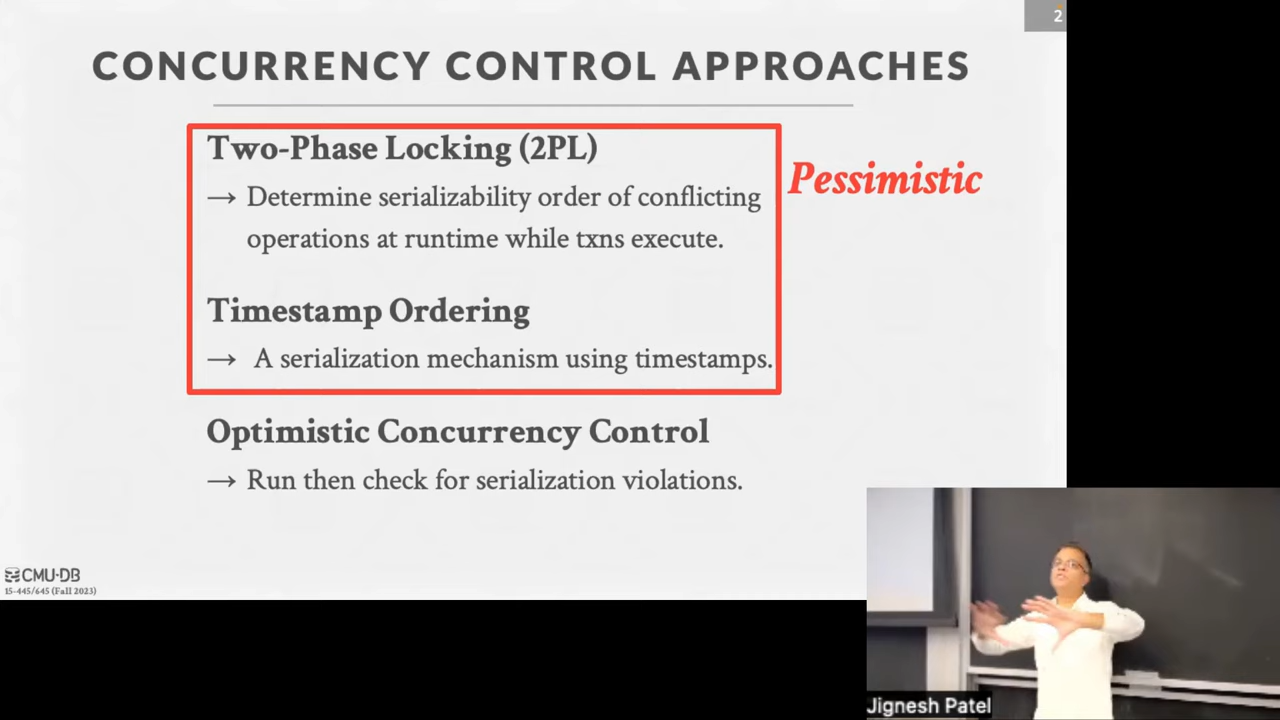 2
CONCURRENCY CONTROL APPROACHES
Two-Phase Locking (2PL)
→ Determine serializability order of conflicting
operations at runtime while txns execute.
Pessimistic
Timestamp Ordering
→ A serialization mechanism using timestamps.
Optimistic Concurrency Control
→ Run then check for serialization violations.
CMU·DB
15-445/645 (Fall 2023)
Jignesh Patel